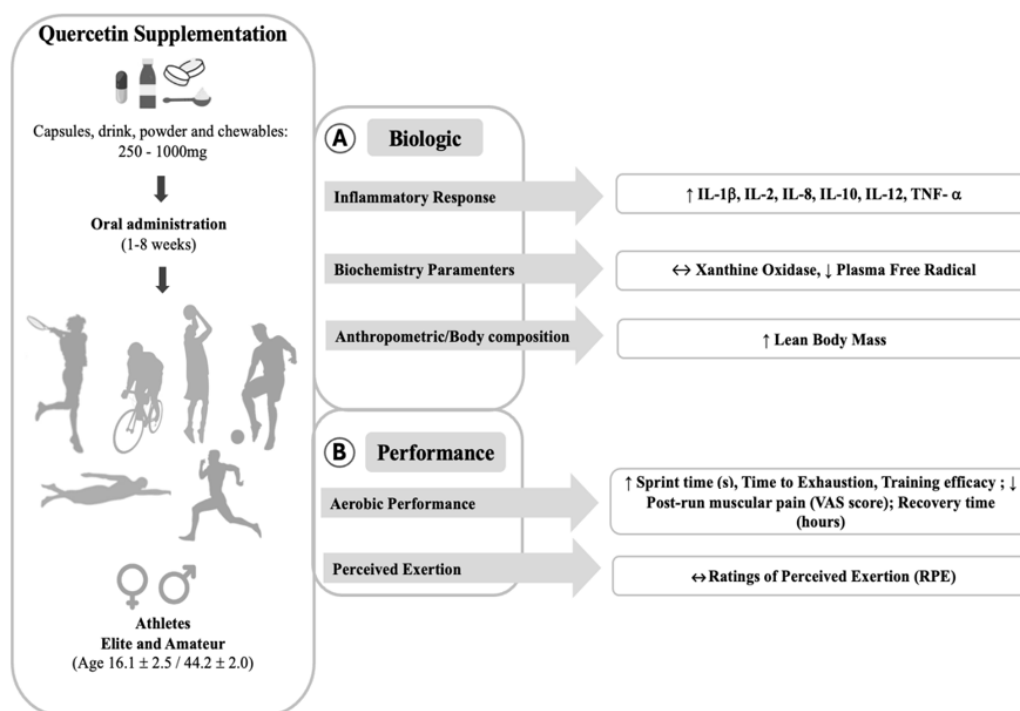 Quercetin Supplementation
Capsules, drink, powder and chewables:
250 - 1000mg
Oral administration
(1-8 weeks)
Athletes
Elite and Amateur
(Age 16.1 ± 2.5 / 44.2 ± 2.0)
A Biologic
Inflammatory Response
↑ IL-1β, IL-2, IL-8, IL-10, IL-12, TNF- α
Biochemistry Paramenters
↔ Xanthine Oxidase, ↓ Plasma Free Radical
Anthropometric/Body composition
↑ Lean Body Mass
B Performance
Aerobic Performance
↑ Sprint time (s), Time to Exhaustion, Training efficacy ; ↓
Post-run muscular pain (VAS score); Recovery time
(hours)
Perceived Exertion
↔Ratings of Perceived Exertion (RPE)